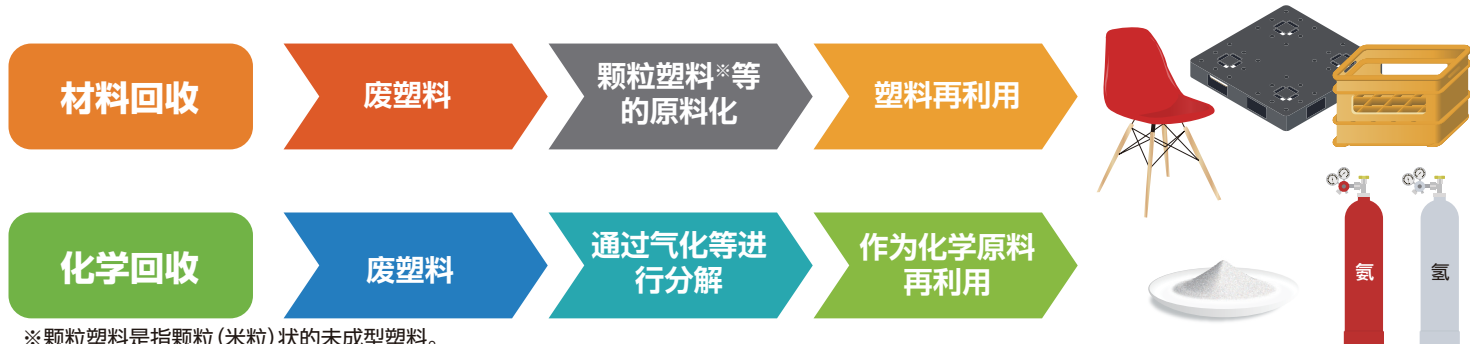 材料回收
废塑料
颗粒塑料※等
的原料化
塑料再利用
化学回收
废塑料
通过气化等进
行分解
作为化学原料
再利用
氨
氢
※颗粒塑料是指颗粒(米粒)状的未成型塑料。